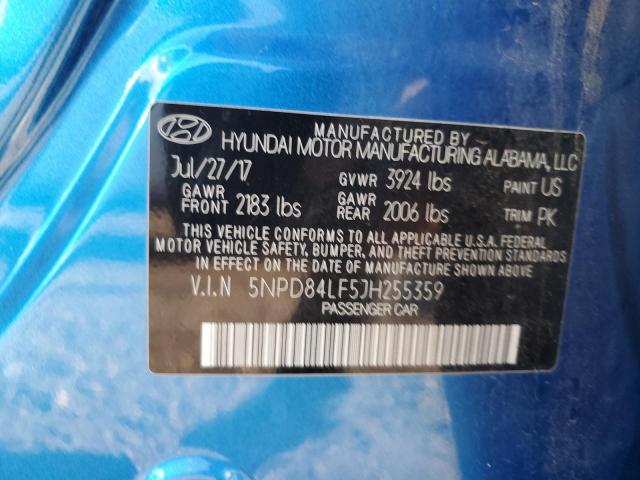 MANUFACTURED BY
HYUNDAI MOTOR MANUFACTURING ALABAMA, LLC
Jul/27/17 GVWR 3924 lbs PAINT US
GAWR FRONT 2183 lbs GAWR REAR 2006 lbs TRIM PK
THIS VEHICLE CONFORMS TO ALL APPLICABLE U.S.A. FEDERAL
MOTOR VEHICLE SAFETY, BUMPER, AND THEFT PREVENTION STANDARDS
IN EFFECT ON THE DATE OF MANUFACTURE SHOWN ABOVE
V.I.N 5NPD84LF5JH255359
PASSENGER CAR